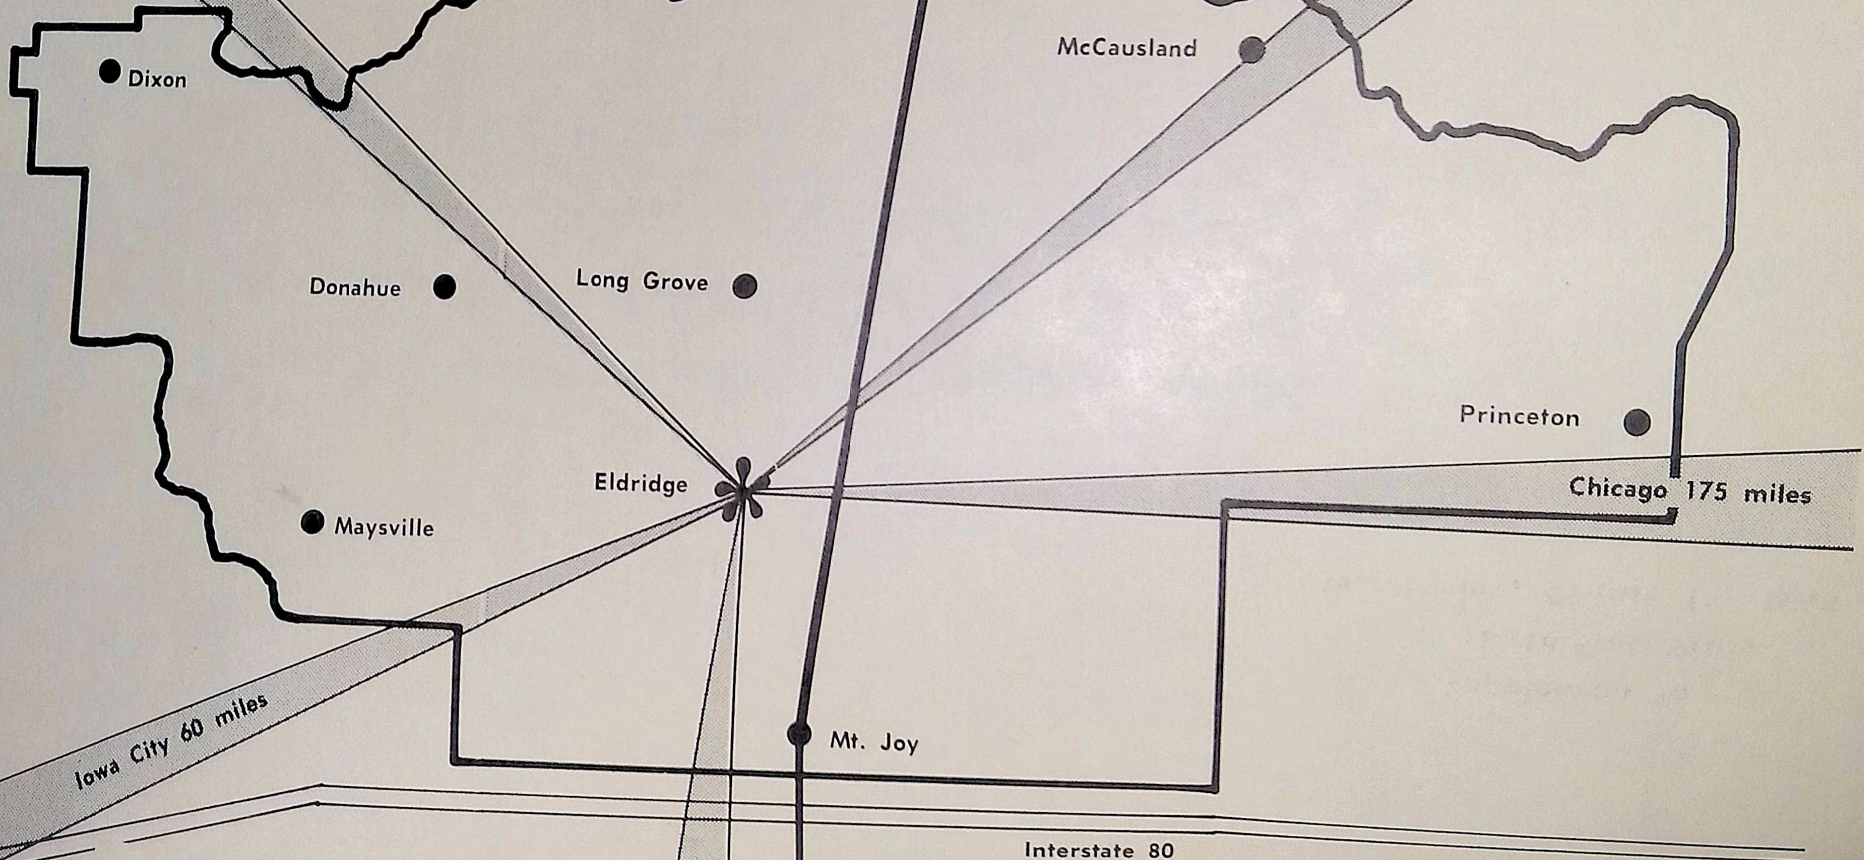 McCausland
Dixon
Donahue
Long Grove
Princeton
Eldridge
Chicago 175 miles
Maysville
Iowa City 60 miles
Mt. Joy
Interstate 80